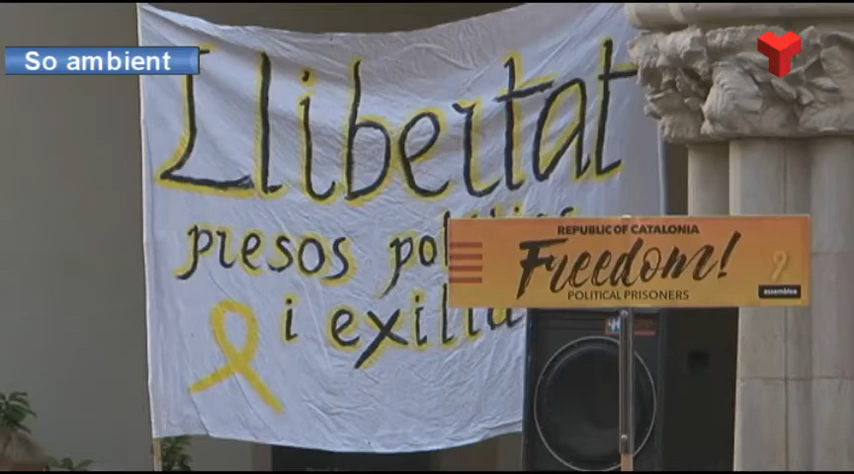 So ambient
Llibertat
presos
i
REPUBLIC OF CATALONIA
Freedom!
POLITICAL PRISONERS
assemblea